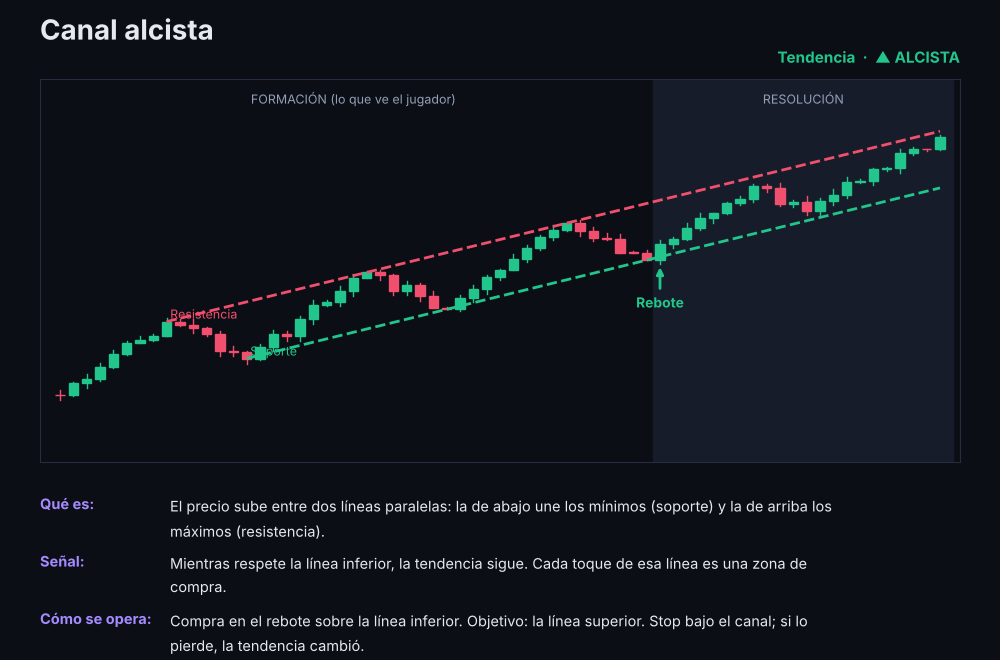 Canal alcista
Tendencia · ▲ ALCISTA
FORMACIÓN (lo que ve el jugador)
RESOLUCIÓN
Resistencia
Soporte
Rebote
Qué es:
El precio sube entre dos líneas paralelas: la de abajo une los mínimos (soporte) y la de arriba los
máximos (resistencia).
Señal:
Mientras respete la línea inferior, la tendencia sigue. Cada toque de esa línea es una zona de
compra.
Cómo se opera:
Compra en el rebote sobre la línea inferior. Objetivo: la línea superior. Stop bajo el canal; si lo
pierde, la tendencia cambió.